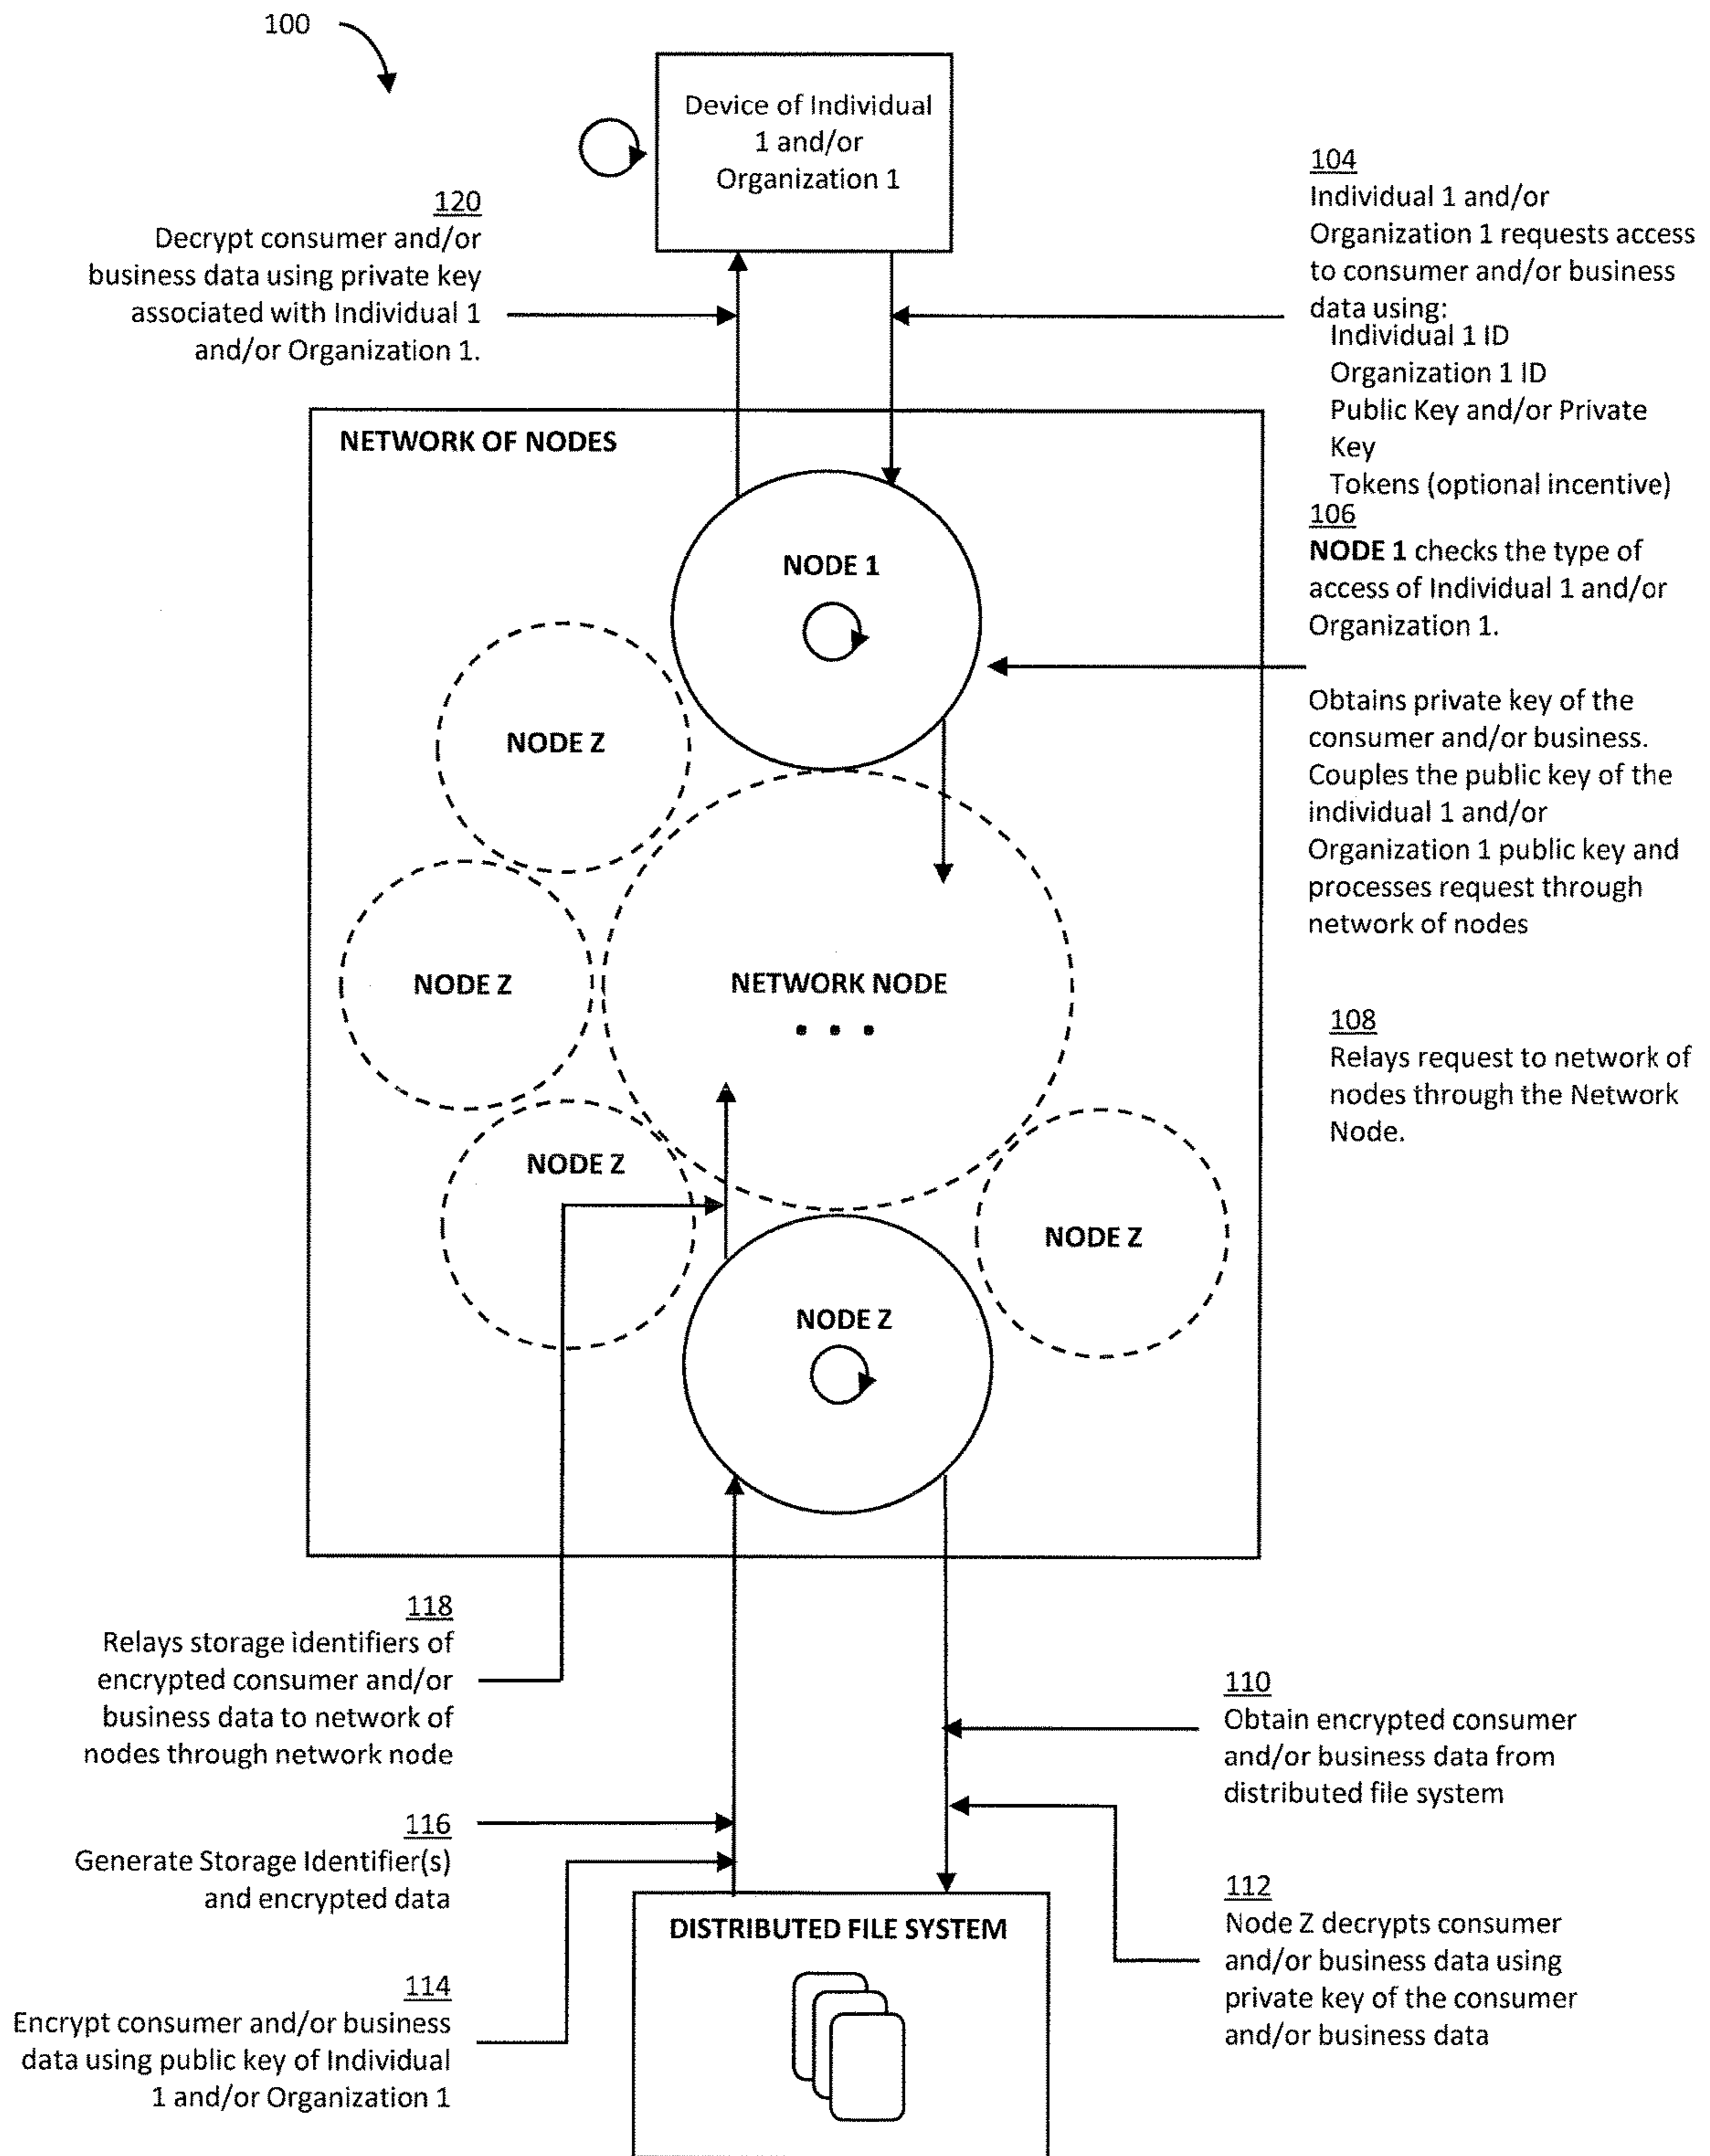 100
Device of Individual
1 and/or
Organization 1
104
Individual 1 and/or
Organization 1 requests access
to consumer and/or business
data using:
Individual 1 ID
Organization 1 ID
Public Key and/or Private
Key
Tokens (optional incentive)
120
Decrypt consumer and/or
business data using private key
associated with Individual 1
and/or Organization 1.
NETWORK OF NODES
106
NODE 1 checks the type of
access of Individual 1 and/or
Organization 1.
Obtains private key of the
consumer and/or business.
Couples the public key of the
individual 1 and/or
Organization 1 public key and
processes request through
network of nodes
NODE 1
NODE Z
NODE Z
NETWORK NODE
• • •
108
Relays request to network of
nodes through the Network
Node.
NODE Z
NODE Z
NODE Z
118
Relays storage identifiers of
encrypted consumer and/or
business data to network of
nodes through network node
110
Obtain encrypted consumer
and/or business data from
distributed file system
116
Generate Storage Identifier(s)
and encrypted data
112
Node Z decrypts consumer
and/or business data using
private key of the consumer
and/or business data
114
Encrypt consumer and/or business
data using public key of Individual
1 and/or Organization 1
DISTRIBUTED FILE SYSTEM